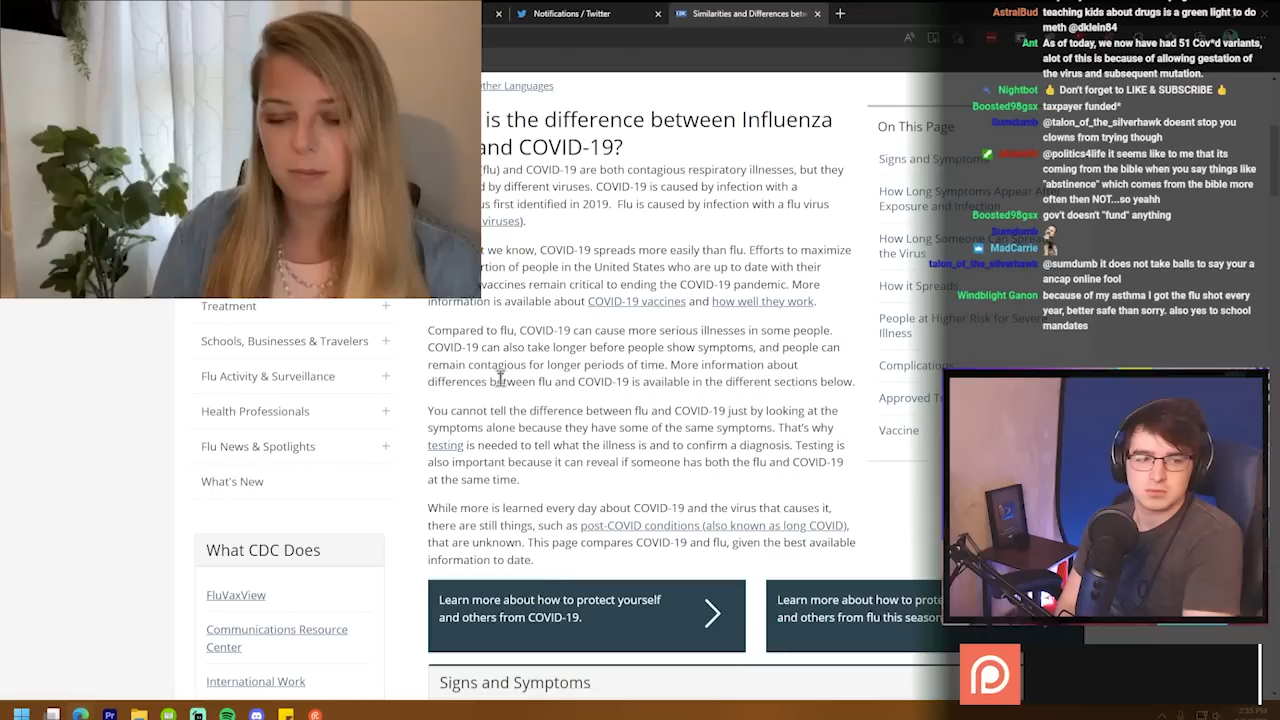 Notifications / Twitter
Similarities and Differences betw
Other Languages
is the difference between Influenza
and COVID-19?
(flu) and COVID-19 are both contagious respiratory illnesses, but they
d by different viruses. COVID-19 is caused by infection with a
us first identified in 2019. Flu is caused by infection with a flu virus
viruses).
t we know, COVID-19 spreads more easily than flu. Efforts to maximize
rtion of people in the United States who are up to date with their
vaccines remain critical to ending the COVID-19 pandemic. More
information is available about COVID-19 vaccines and how well they work.
Compared to flu, COVID-19 can cause more serious illnesses in some people.
COVID-19 can also take longer before people show symptoms, and people can
remain contagious for longer periods of time. More information about
differences between flu and COVID-19 is available in the different sections below.
You cannot tell the difference between flu and COVID-19 just by looking at the
symptoms alone because they have some of the same symptoms. That's why
testing is needed to tell what the illness is and to confirm a diagnosis. Testing is
also important because it can reveal if someone has both the flu and COVID-19
at the same time.
While more is learned every day about COVID-19 and the virus that causes it,
there are still things, such as post-COVID conditions (also known as long COVID),
that are unknown. This page compares COVID-19 and flu, given the best available
information to date.
Learn more about how to protect yourself
and others from COVID-19.
Learn more about how to prote
and others from flu this season
Signs and Symptoms
Treatment
Schools, Businesses & Travelers
Flu Activity & Surveillance
Health Professionals
Flu News & Spotlights
What's New
What CDC Does
FluVaxView
Communications Resource
Center
International Work
On This Page
Signs and Symptoms
How Long Symptoms Appear After
Exposure and Infection
How Long Someone Can Spread
the Virus
How it Spreads
People at Higher Risk for Severe
Illness
Complications
Approved T
Vaccine
AstralBud teaching kids about drugs is a green light to do
meth @dklein84
Ant As of today, we now have had 51 Cov*d variants,
alot of this is because of allowing gestation of
the virus and subsequent mutation.
Nightbot 👍 Don't forget to LIKE & SUBSCRIBE 👍
Boosted98gsx taxpayer funded*
Sumdumb @talon_of_the_silverhawk doesnt stop you
clowns from trying though
@politics4life it seems like to me that its
coming from the bible when you say things like
"abstinence" which comes from the bible more
often then NOT...so yeahh
Boosted98gsx gov't doesn't "fund" anything
Sumdumb
MadCarrie
talon_of_the_silverhawk @sumdumb it does not take balls to say your a
ancap online fool
Windblight Ganon because of my asthma I got the flu shot every
year, better safe than sorry. also yes to school
mandates
2:33 PM